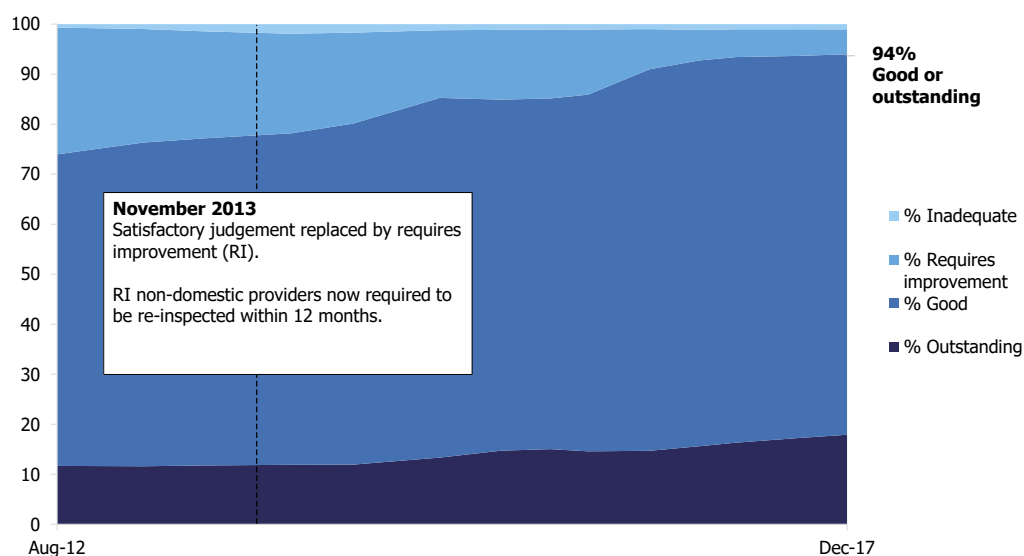 100
90
80
70
60
50
40
30
20
10
0
Aug-12
Dec-17
November 2013
Satisfactory judgement replaced by requires
improvement (RI).
RI non-domestic providers now required to
be re-inspected within 12 months.
94%
Good or
outstanding
% Inadequate
% Requires
improvement
% Good
% Outstanding